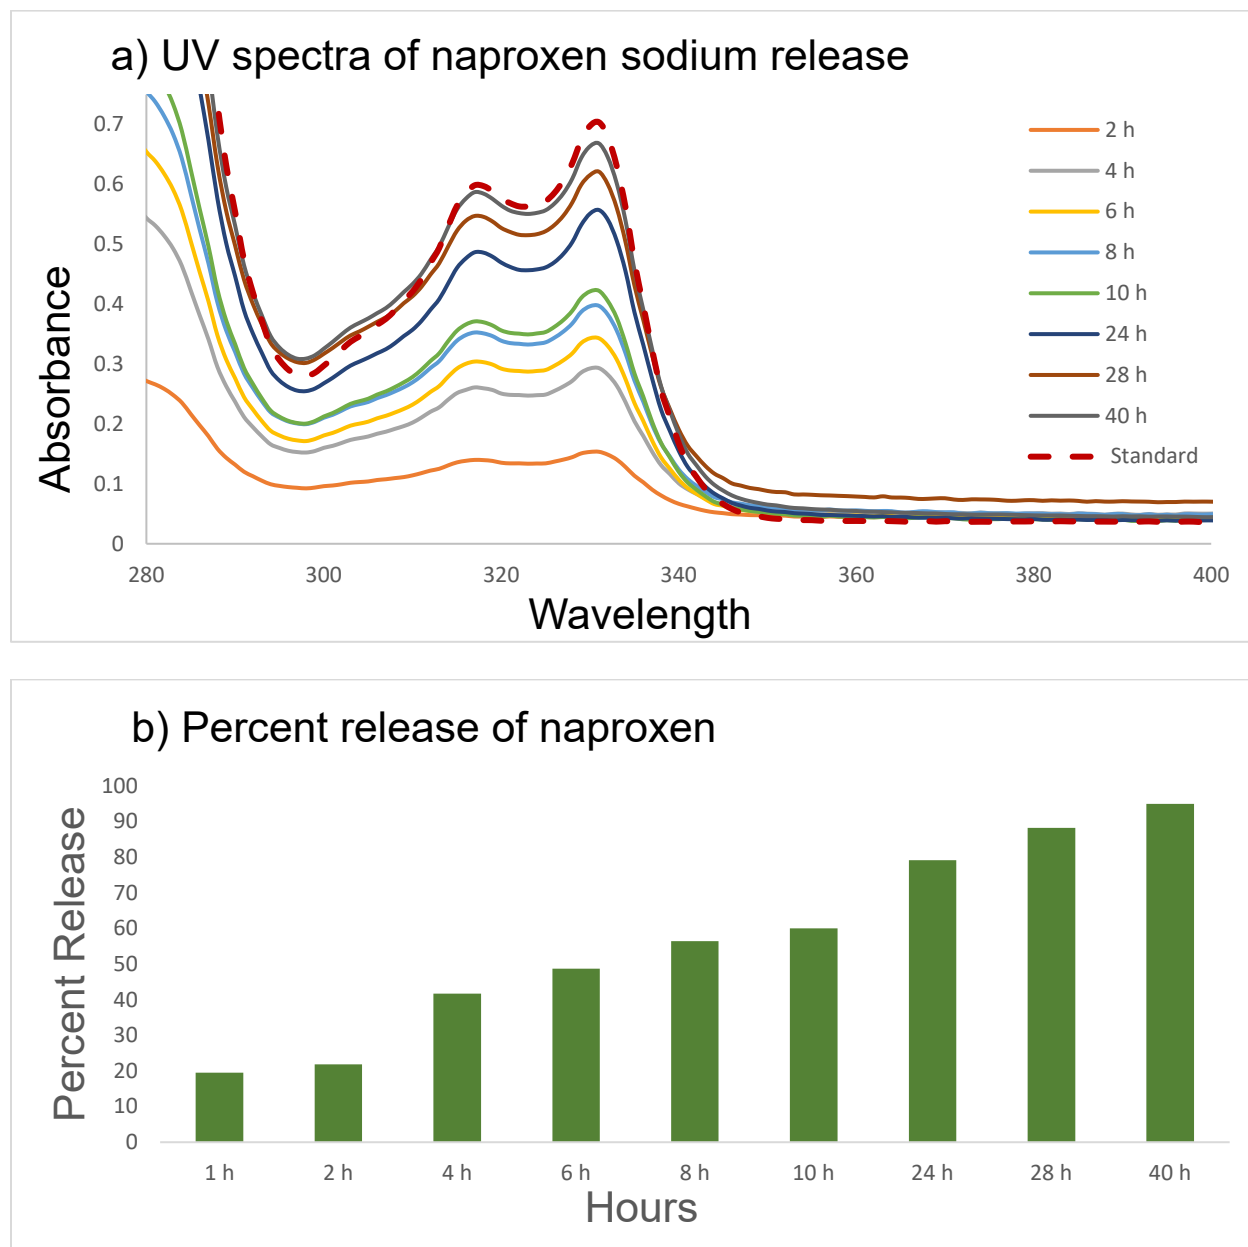 a) UV spectra of naproxen sodium release
0.7
0.6
0.5
0.4
0.3
0.2
0.1
0
Absorbance
280 300 320 340 360 380 400
Wavelength
2 h
4 h
6 h
8 h
10 h
24 h
28 h
40 h
Standard
b) Percent release of naproxen
100
90
80
70
60
50
40
30
20
10
0
Percent Release
1 h 2 h 4 h 6 h 8 h 10 h 24 h 28 h 40 h
Hours